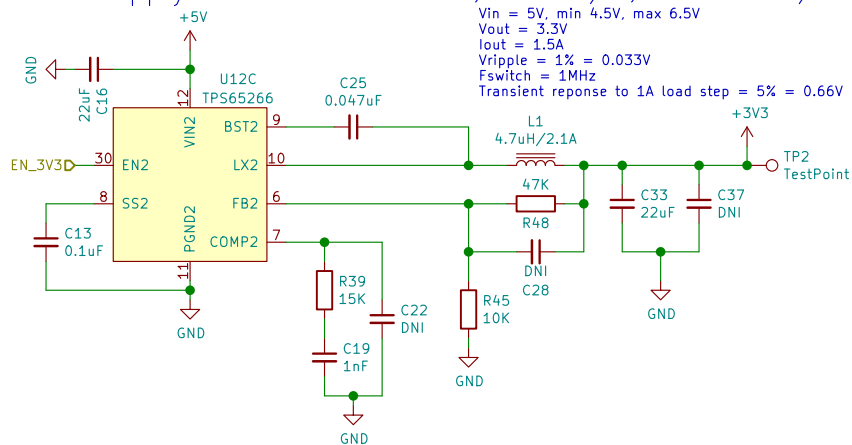 Vin = 5V, min 4.5V, max 6.5V
Vout = 3.3V
Iout = 1.5A
Vripple = 1% = 0.033V
Fswitch = 1MHz
Transient reponse to 1A load step = 5% = 0.66V
+5V
GND
22uF
C16
U12C
TPS65266
12
VIN2
C25
0.047uF
BST2
9
L1
4.7uH/2.1A
+3V3
TP2
TestPoint
EN_3V3
30
EN2
LX2
10
8
SS2
FB2
6
47K
R48
C33
22uF
C37
DNI
C13
0.1uF
PGND2
11
COMP2
7
DNI
C28
GND
R39
15K
C22
DNI
R45
10K
GND
C19
1nF
GND
GND